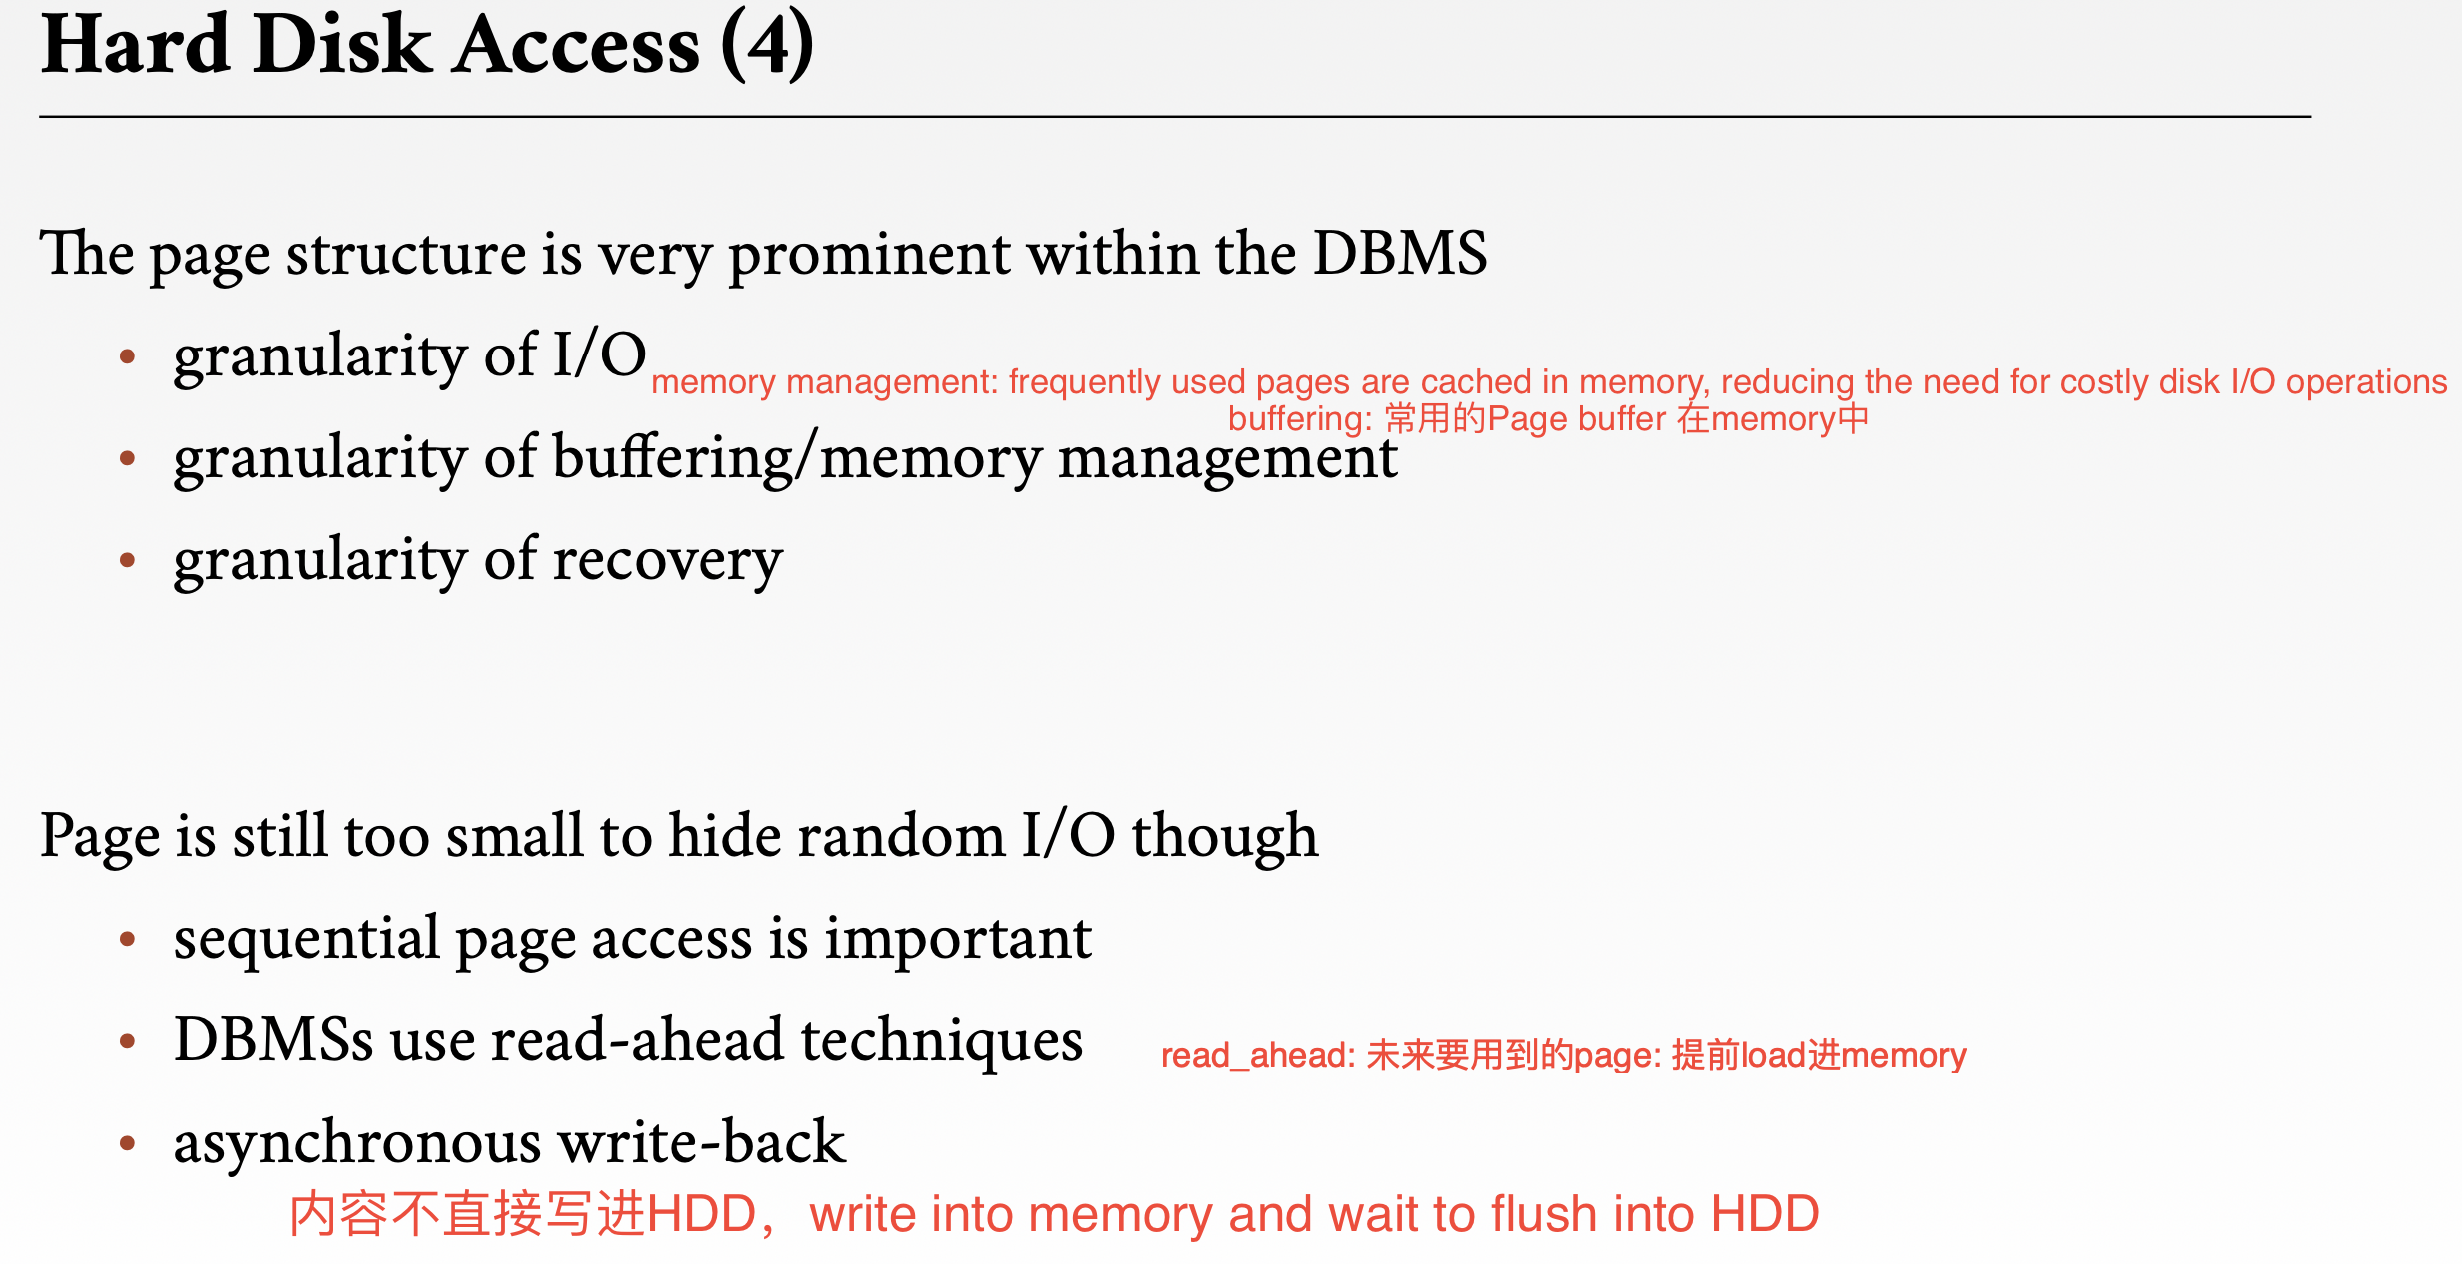 Hard Disk Access (4)
The page structure is very prominent within the DBMS
• granularity of I/O
memory management: frequently used pages are cached in memory, reducing the need for costly disk I/O operations
buffering: 常用的Page buffer 在memory中
• granularity of buffering/memory management
• granularity of recovery
Page is still too small to hide random I/O though
• sequential page access is important
• DBMSs use read-ahead techniques
read_ahead: 未来要用到的page: 提前load进memory
• asynchronous write-back
内容不直接写进HDD，write into memory and wait to flush into HDD